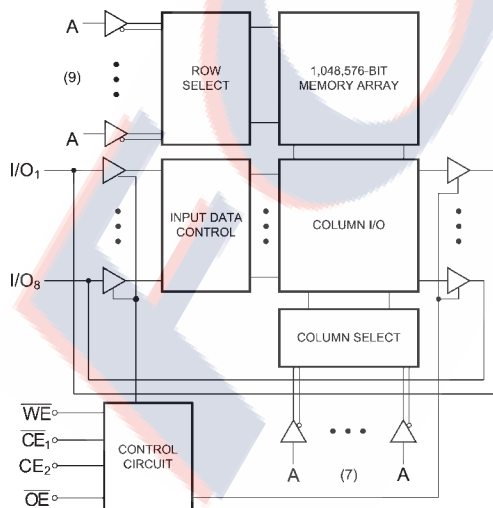 A
(9)
A
ROW
SELECT
1,048,576-BIT
MEMORY ARRAY
I/O1
I/O8
INPUT DATA
CONTROL
COLUMN I/O
COLUMN SELECT
WE
CE1
CE2
OE
CONTROL
CIRCUIT
A
(7)
A